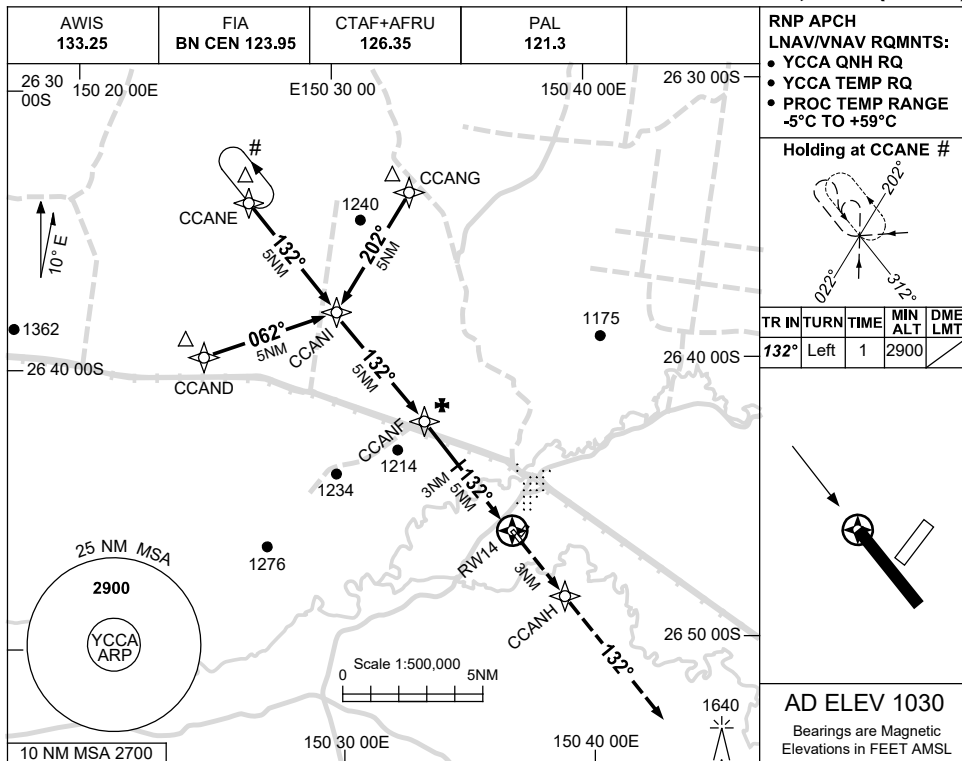 AWIS
133.25
FIA
BN CEN 123.95
CTAF+AFRU
126.35
PAL
121.3
RNP APCH
LNAV/VNAV RQMNTS:
• YCCA QNH RQ
• YCCA TEMP RQ
• PROC TEMP RANGE
-5°C TO +59°C
Holding at CCANE #
202°
022°
312°
TR IN TURN TIME MIN ALT DME LMT
132° Left 1 2900
AD ELEV 1030
Bearings are Magnetic
Elevations in FEET AMSL
26 30
00S
150 20 00E
E150 30 00
150 40 00E
26 30 00S
#
CCANG
CCANE
1240
132°
5NM
202°
5NM
10° E
1362
062°
5NM
CCANI
1175
26 40 00S
26 40 00S
CCAND
132°
5NM
CCANF
1214
1234
3NM
132°
5NM
1276
RW14
3NM
CCANH
132°
26 50 00S
25 NM MSA
2900
YCCA
ARP
Scale 1:500,000
0 5NM
1640
10 NM MSA 2700
150 30 00E
150 40 00E